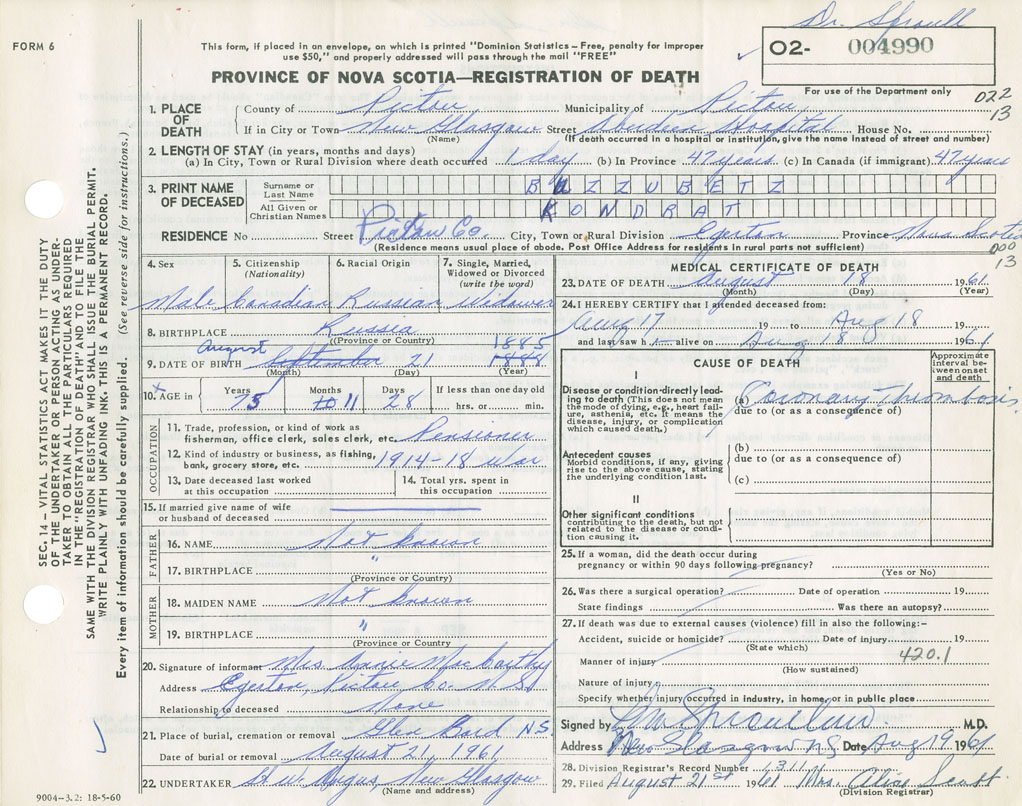 Dr. Sproull
FORM 6
This form, if placed in an envelope, on which is printed "Dominion Statistics – Free, penalty for improper
use $50," and properly addressed will pass through the mail "FREE"
O2- 004990
For use of the Department only
PROVINCE OF NOVA SCOTIA—REGISTRATION OF DEATH
022
13
1. PLACE OF DEATH
County of Pictou Municipality of Pictou
If in City or Town New Glasgow Street Aberdeen Hospital House No.
(Name) (If death occurred in a hospital or institution, give the name instead of street and number)
2. LENGTH OF STAY (in years, months and days)
(a) In City, Town or Rural Division where death occurred 1 day (b) In Province 47 years (c) In Canada (if immigrant) 47 years
3. PRINT NAME OF DECEASED
Surname or Last Name BUZZUBETZ
All Given or Christian Names KONDRAT
RESIDENCE No Street Pictou Co. City, Town or Rural Division Egerton Province Nova Scotia
(Residence means usual place of abode. Post Office Address for residents in rural parts not sufficient)
000
13
4. Sex 5. Citizenship (Nationality) 6. Racial Origin 7. Single, Married, Widowed or Divorced (write the word)
Male Canadian Russian Widower
8. BIRTHPLACE Russia
(Province or Country)
August 1885
9. DATE OF BIRTH September 21 1888
(Month) (Day) (Year)
10. AGE in Years 75 Months 10 11 Days 28 If less than one day old hrs. or min.
OCCUPATION
11. Trade, profession, or kind of work as fisherman, office clerk, sales clerk, etc. Pensioner
12. Kind of industry or business, as fishing, bank, grocery store, etc. 1914-18 War
13. Date deceased last worked at this occupation
14. Total yrs. spent in this occupation
15. If married give name of wife or husband of deceased
FATHER
16. NAME Not known
17. BIRTHPLACE "
(Province or Country)
MOTHER
18. MAIDEN NAME Not known
19. BIRTHPLACE "
(Province or Country)
20. Signature of informant Mrs. Annie MacCarthy
Address Egerton, Pictou Co. N.S.
Relationship to deceased None
21. Place of burial, cremation or removal Glen Bard N.S.
Date of burial or removal August 21, 1961
22. UNDERTAKER H.W. Angus, New Glasgow
(Name and address)
MEDICAL CERTIFICATE OF DEATH
23. DATE OF DEATH August 18 1961
(Month) (Day) (Year)
24. I HEREBY CERTIFY that I attended deceased from:
Aug 17 19 to Aug 18 19
and last saw h alive on Aug 18 1961
CAUSE OF DEATH
Approximate interval between onset and death
I
Disease or condition directly leading to death (This does not mean the mode of dying, e.g., heart failure, asthenia, etc. It means the disease, injury, or complication which caused death.)
(a) Coronary Thrombosis
due to (or as a consequence of)
Antecedent causes
Morbid conditions, if any, giving rise to the above cause, stating the underlying condition last.
(b)
due to (or as a consequence of)
(c)
II
Other significant conditions
contributing to the death, but not related to the disease or condition causing it.
25. If a woman, did the death occur during
pregnancy or within 90 days following pregnancy?
(Yes or No)
26. Was there a surgical operation? Date of operation 19
State findings Was there an autopsy?
27. If death was due to external causes (violence) fill in also the following:-
Accident, suicide or homicide? Date of injury 19
(State which)
420.1
Manner of injury
(How sustained)
Nature of injury
Specify whether injury occurred in industry, in home, or in public place
Signed by M.D.
Address New Glasgow NS Date Aug 19 1961
28. Division Registrar's Record Number 1311
29. Filed August 21st 1961 Mrs. Alice Scott
(Division Registrar)
SEC. 14 – VITAL STATISTICS ACT MAKES IT THE DUTY
OF THE UNDERTAKER OR PERSON ACTING AS UNDER-
TAKER TO OBTAIN ALL THE PARTICULARS REQUIRED
IN THE "REGISTRATION OF DEATH" AND TO FILE THE
SAME WITH THE DIVISION REGISTRAR WHO SHALL ISSUE THE BURIAL PERMIT.
WRITE PLAINLY WITH UNFADING INK. THIS IS A PERMANENT RECORD.
Every item of information should be carefully supplied. (See reverse side for instructions.)
9004-3.2: 18-5-60